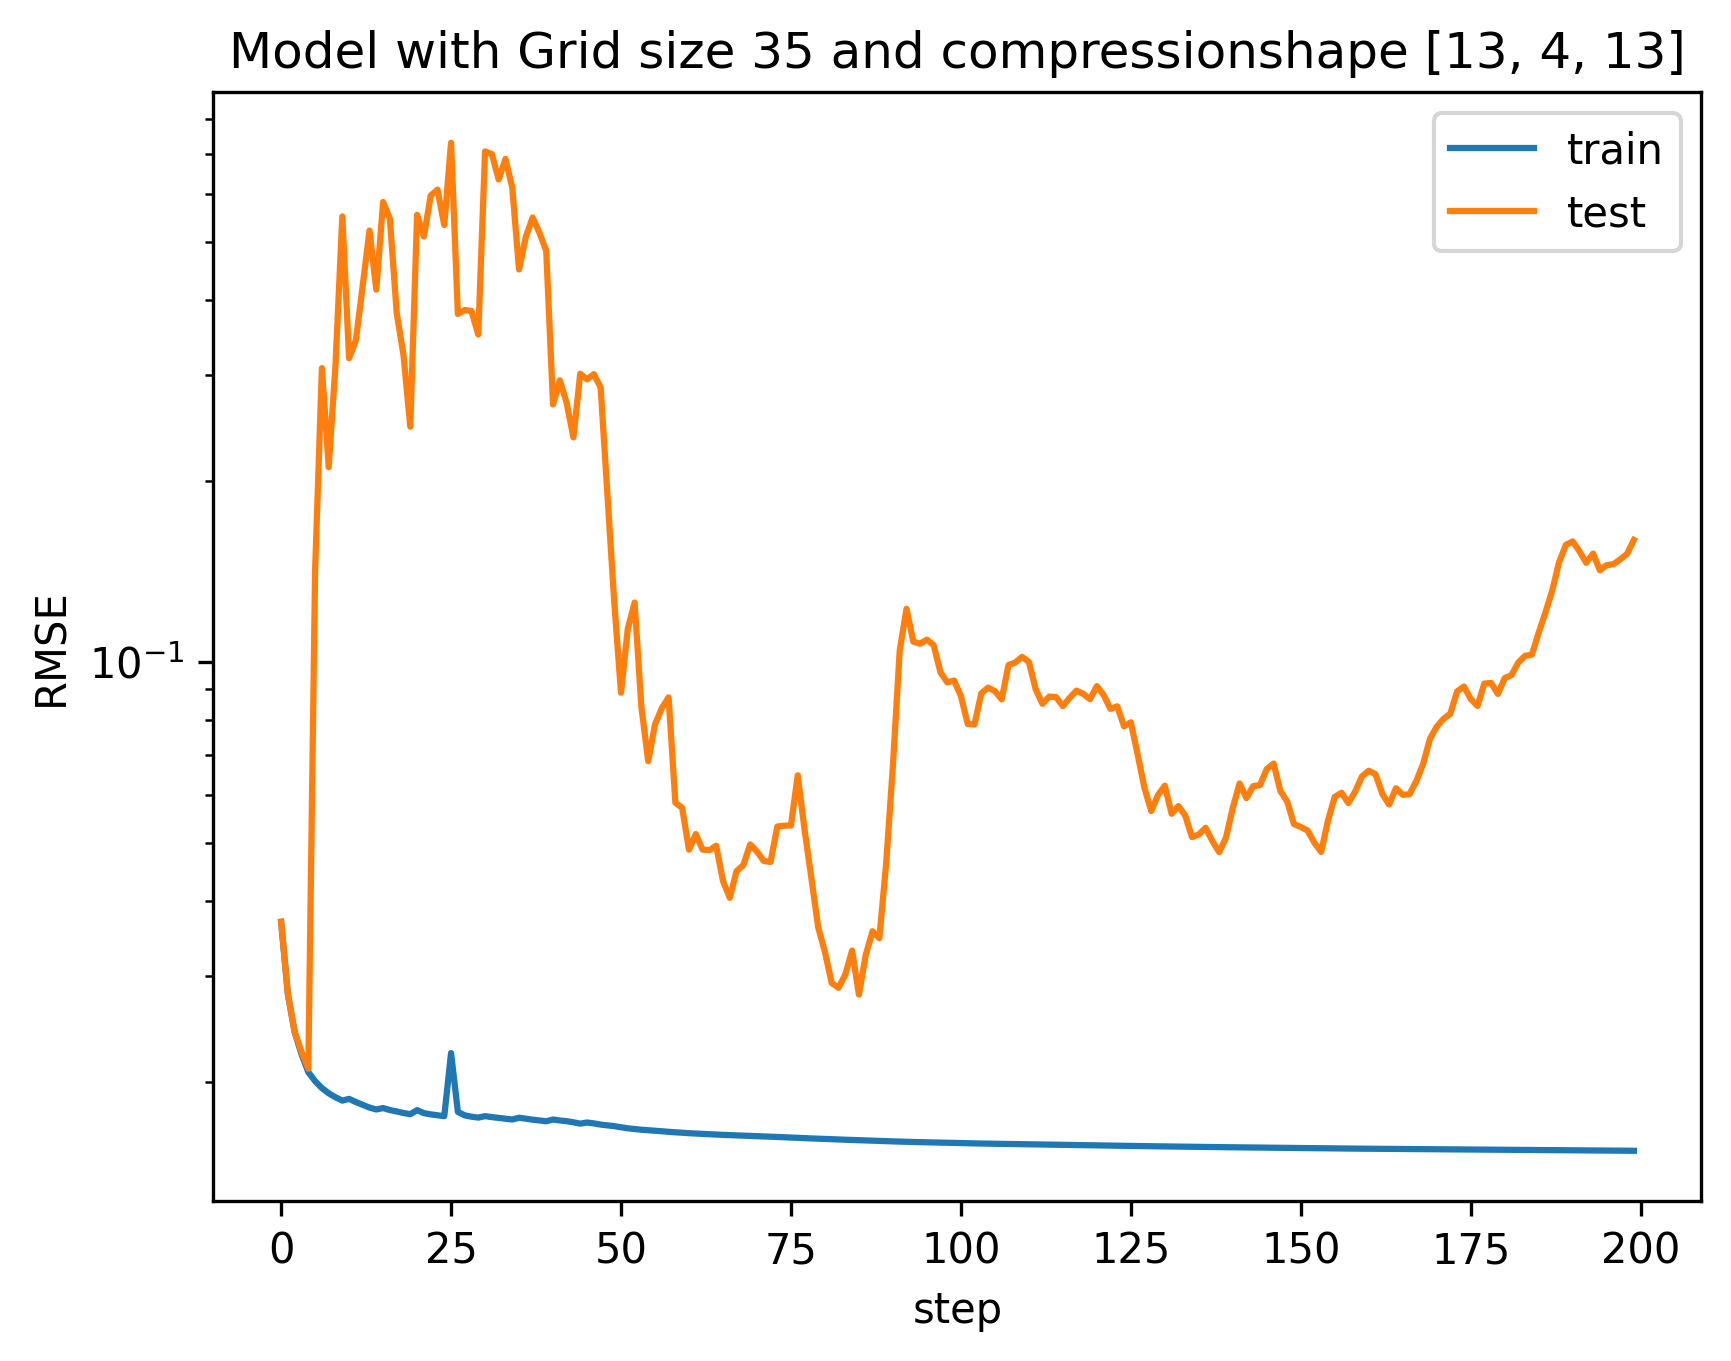 Model with Grid size 35 and compressionshape [13, 4, 13]
train
test
RMSE
10⁻¹
0 25 50 75 100 125 150 175 200
step